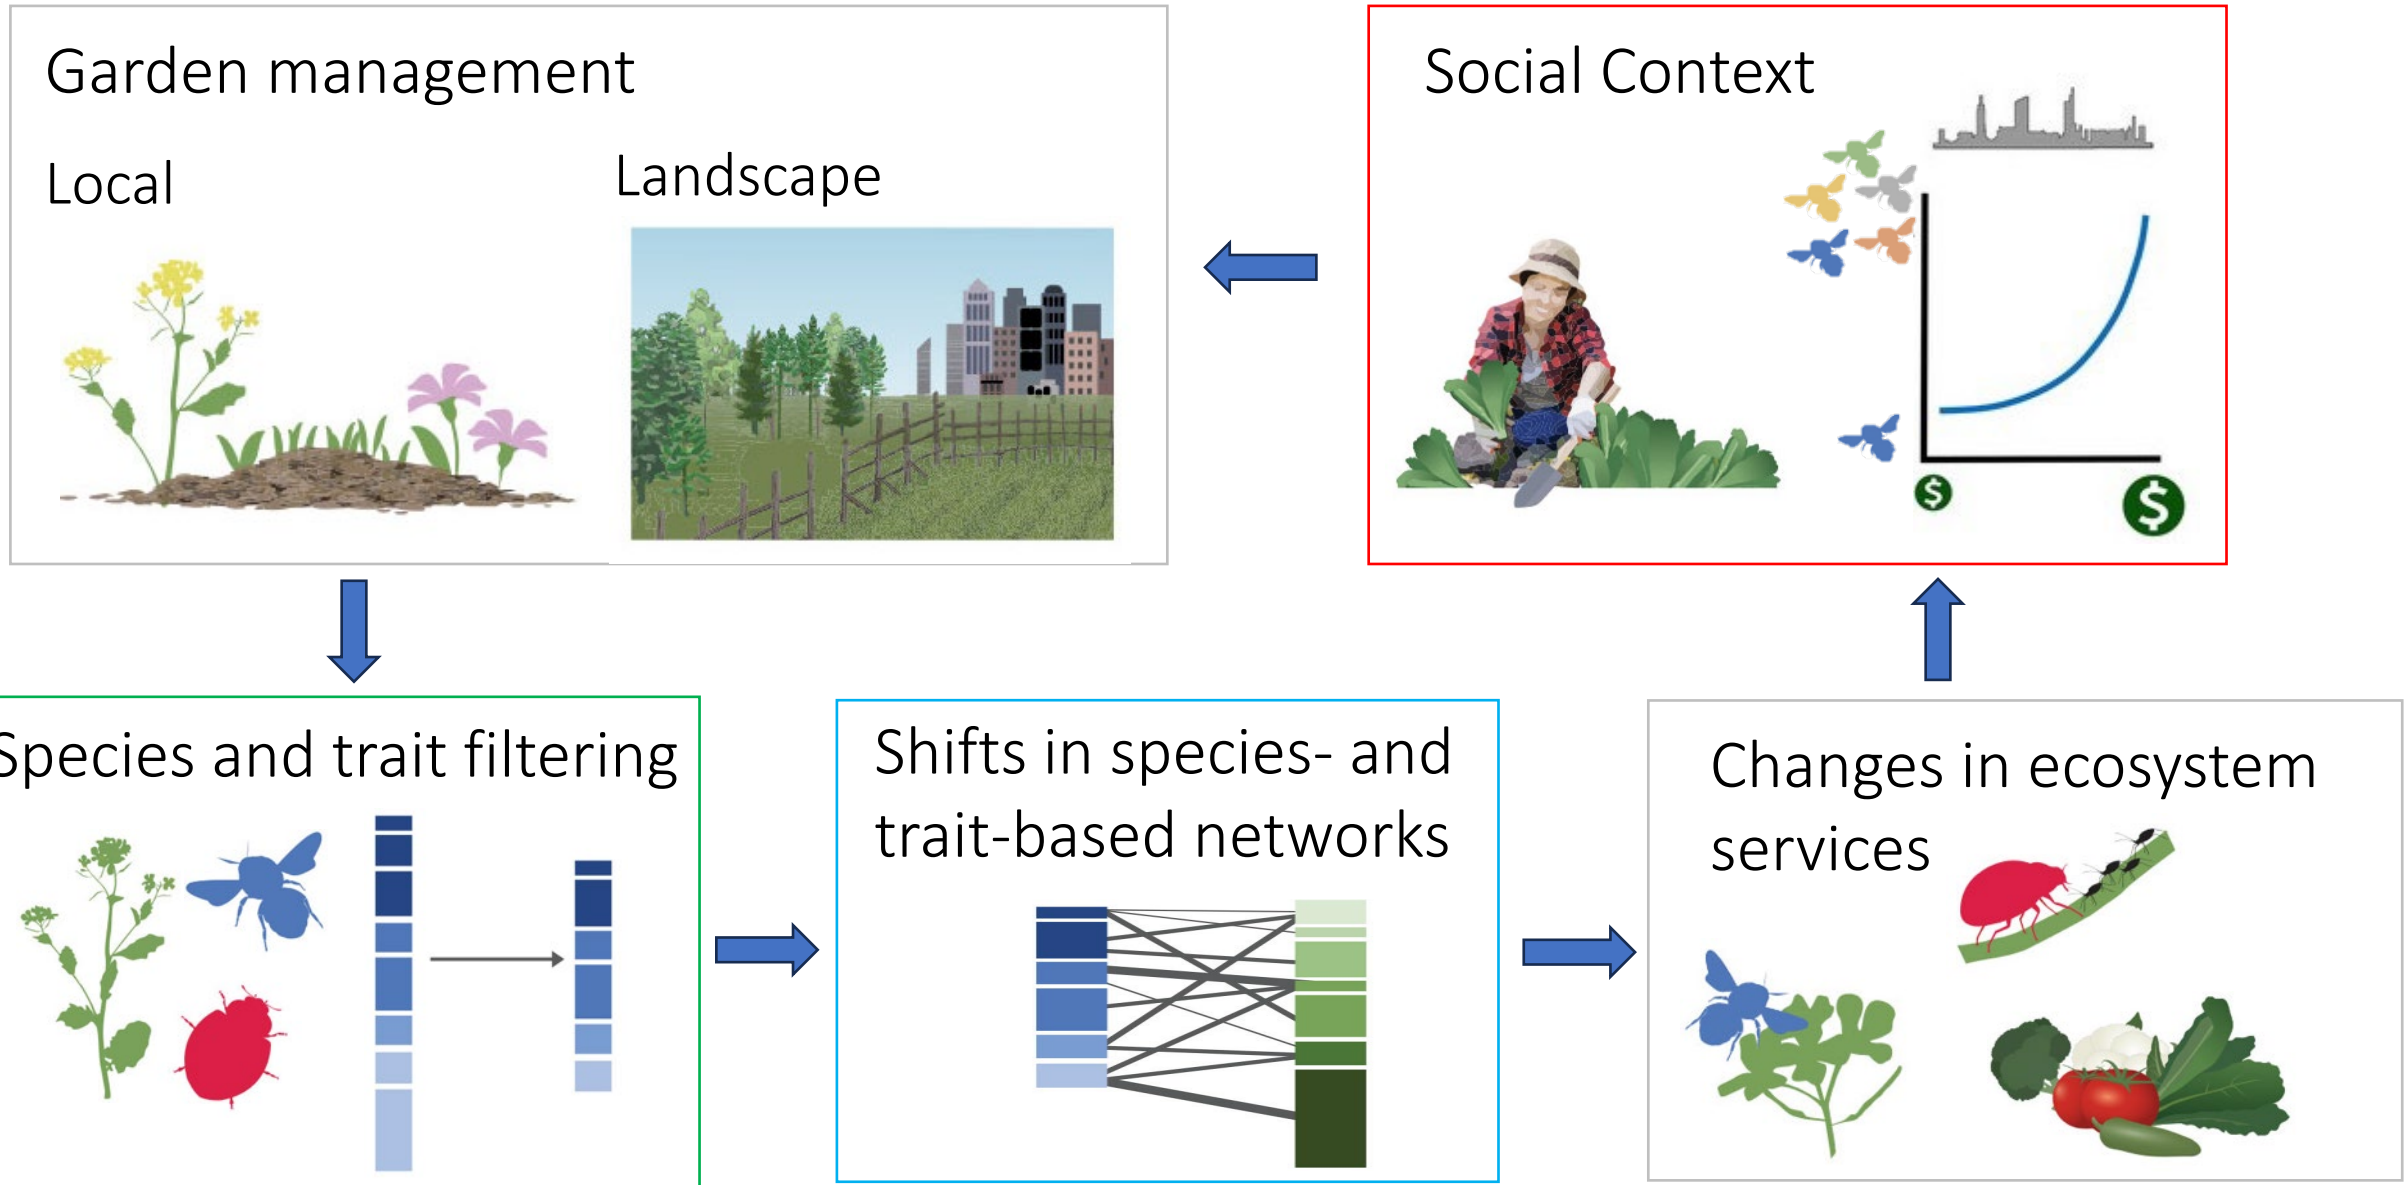 Garden management
Local
Landscape
Social Context
$
$
Species and trait filtering
Shifts in species- and
trait-based networks
Changes in ecosystem
services